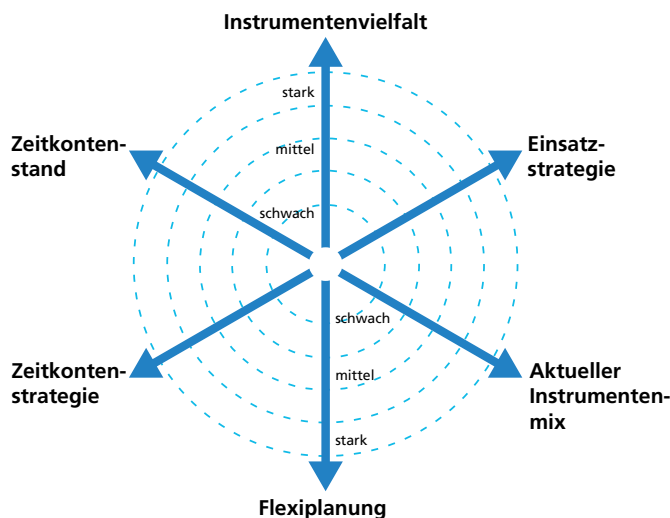 Instrumentenvielfalt
stark
Zeitkonten-
stand
mittel
Einsatz-
strategie
schwach
schwach
Zeitkonten-
strategie
mittel
Aktueller
Instrumenten-
mix
stark
Flexiplanung